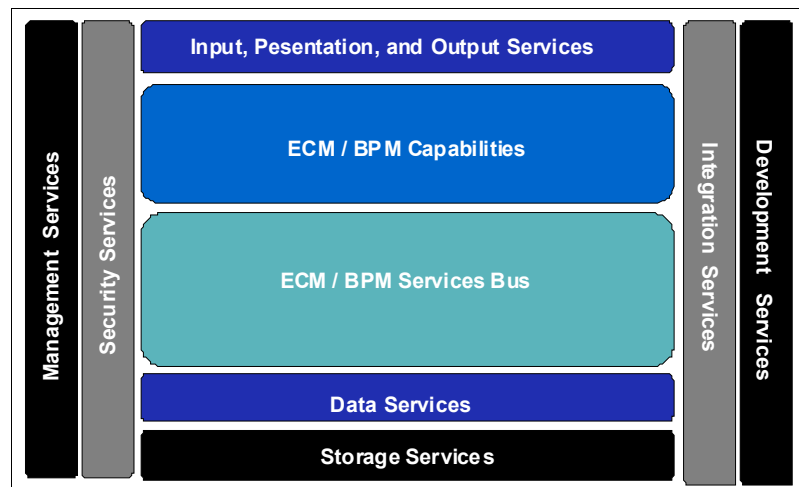 Input, Pesentation, and Output Services
ECM / BPM Capabilities
ECM / BPM Services Bus
Data Services
Storage Services
Management Services
Security Services
Integration Services
Development Services